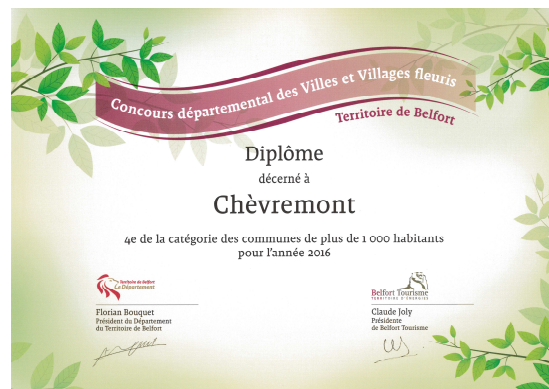 Concours départemental des Villes et Villages fleuris
Territoire de Belfort
Diplôme
décerné à
Chèvremont
4e de la catégorie des communes de plus de 1 000 habitants
pour l'année 2016
Territoire de Belfort
Le Département
Florian Bouquet
Président du Département
du Territoire de Belfort
Belfort Tourisme
TERRITOIRE D'ÉNERGIES
Claude Joly
Présidente
de Belfort Tourisme